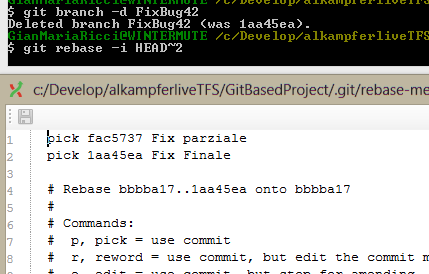 $ git branch -d FixBug42
Deleted branch FixBug42 (was 1aa45ea).
GianMariaRicci@WINTERMUTE /c/Develop/alkampferliveTFS
$ git rebase -i HEAD~2
c:/Develop/alkampferliveTFS/GitBasedProject/.git/rebase-me
1 pick fac5737 Fix parziale
2 pick 1aa45ea Fix Finale
3
4 # Rebase bbbba17..1aa45ea onto bbbba17
5 #
6 # Commands:
7 #  p, pick = use commit
8 #  r, reword = use commit, but edit the commit m
# e, edit = use commit, but stop for amending